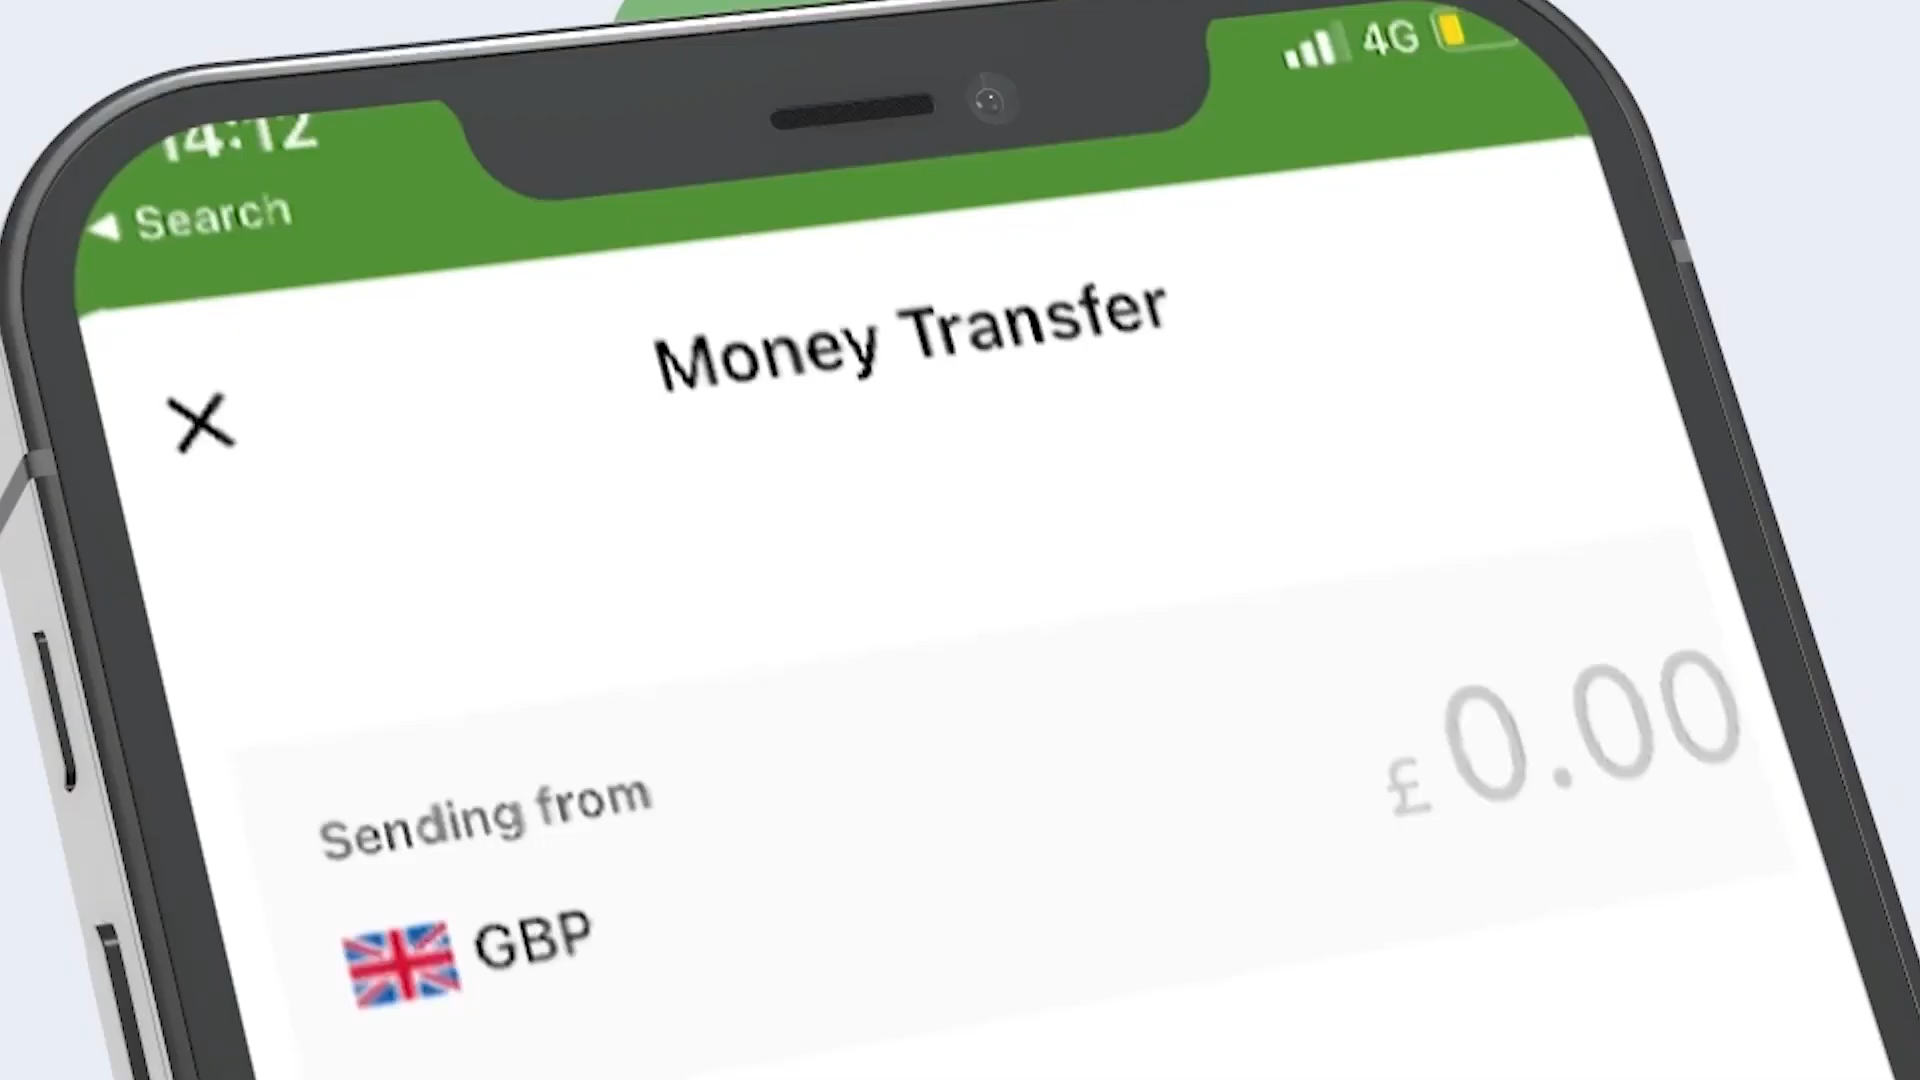 14:12
4G
Search
Money Transfer
£0.00
Sending from
GBP